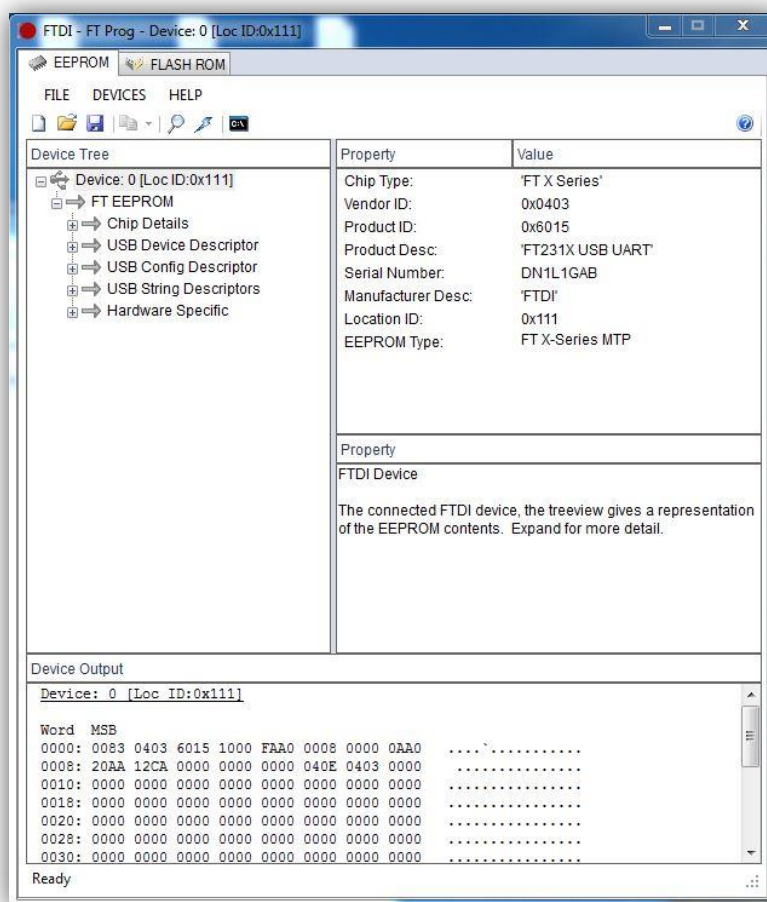 FTDI - FT Prog - Device: 0 [Loc ID:0x111]
EEPROM FLASH ROM
FILE DEVICES HELP
C:\
Device Tree
Device: 0 [Loc ID:0x111]
FT EEPROM
Chip Details
USB Device Descriptor
USB Config Descriptor
USB String Descriptors
Hardware Specific
Property Value
Chip Type: 'FT X Series'
Vendor ID: 0x0403
Product ID: 0x6015
Product Desc: 'FT231X USB UART'
Serial Number: DN1L1GAB
Manufacturer Desc: 'FTDI'
Location ID: 0x111
EEPROM Type: FT X-Series MTP
Property
FTDI Device
The connected FTDI device, the treeview gives a representation
of the EEPROM contents. Expand for more detail.
Device Output
Device: 0 [Loc ID:0x111]
Word MSB
0000: 0083 0403 6015 1000 FAA0 0008 0000 0AA0 ....`...........
0008: 20AA 12CA 0000 0000 0000 040E 0403 0000 ...............
0010: 0000 0000 0000 0000 0000 0000 0000 0000 ................
0018: 0000 0000 0000 0000 0000 0000 0000 0000 ................
0020: 0000 0000 0000 0000 0000 0000 0000 0000 ................
0028: 0000 0000 0000 0000 0000 0000 0000 0000 ................
0030: 0000 0000 0000 0000 0000 0000 0000 0000 ................
Ready